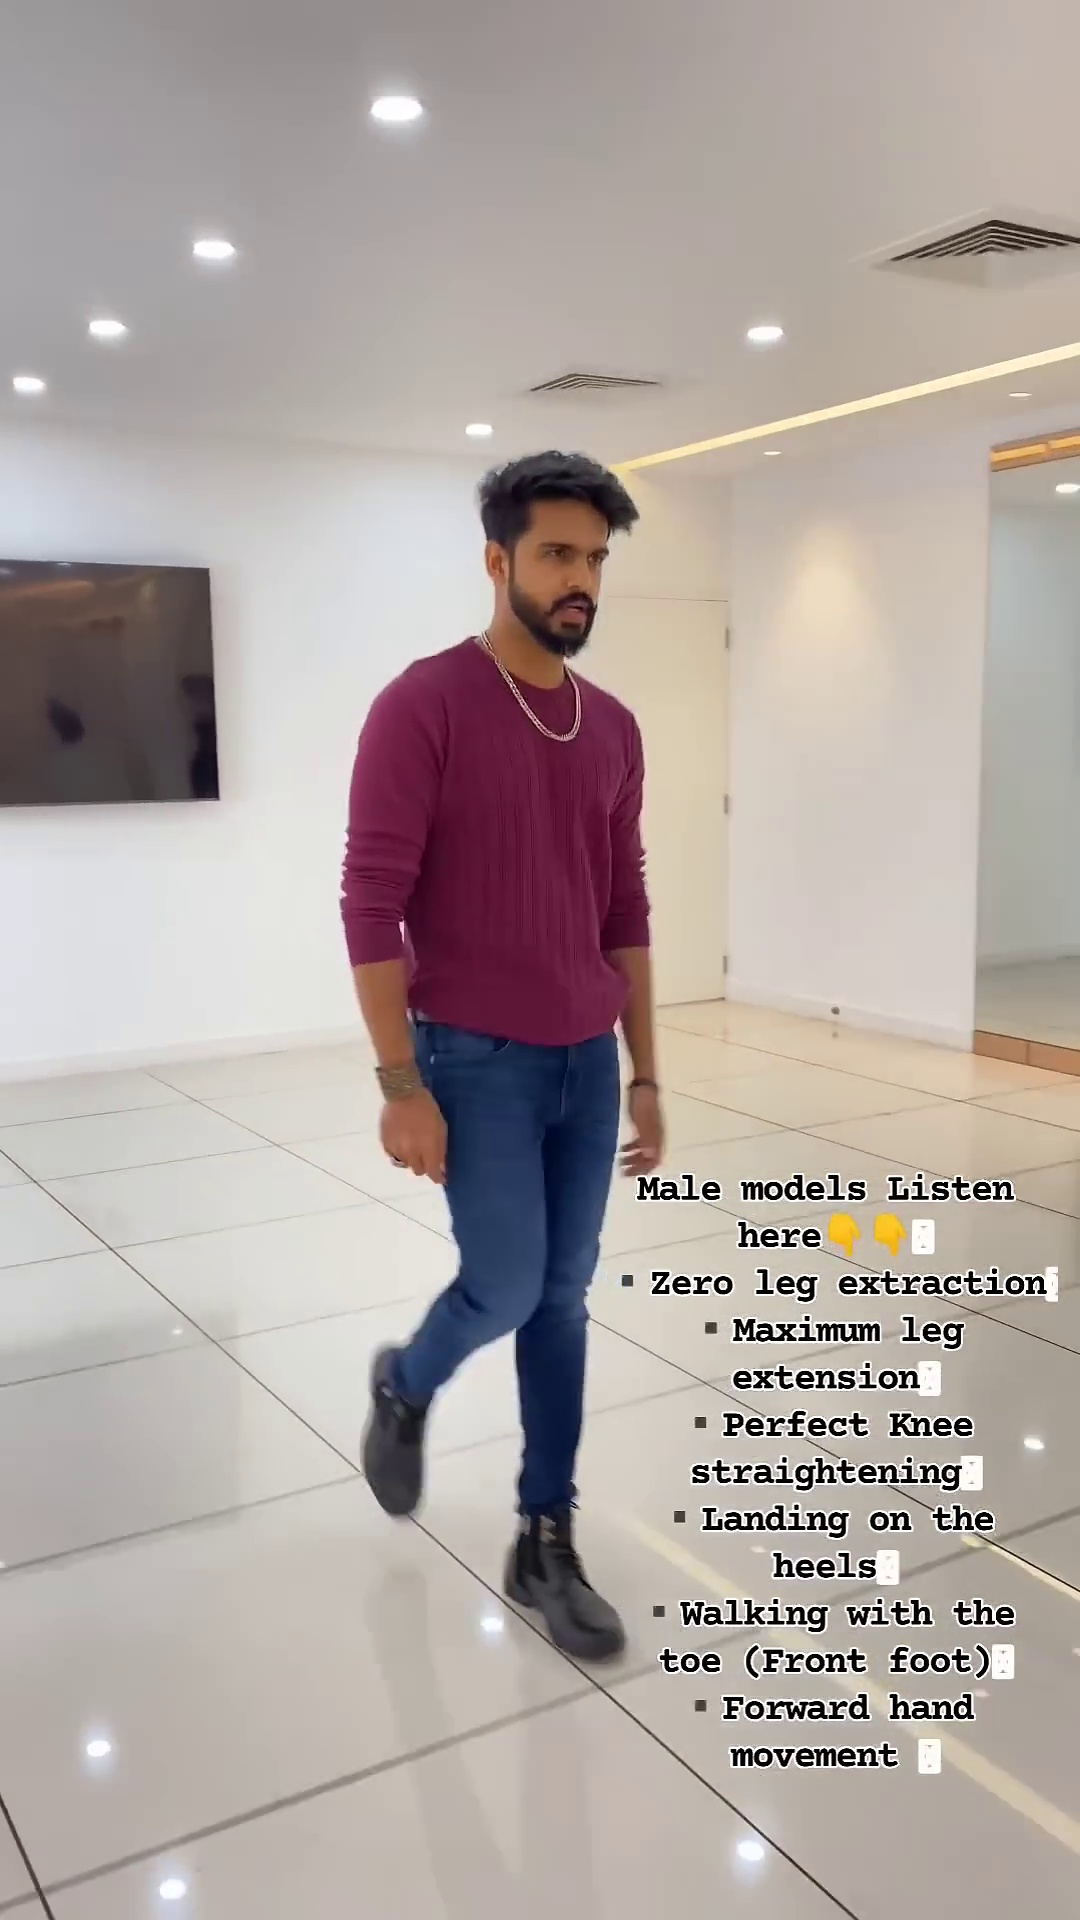 Male models Listen
here👇👇
▪ Zero leg extraction
▪ Maximum leg
extension
▪ Perfect Knee
straightening
▪ Landing on the
heels
▪ Walking with the
toe (Front foot)
▪ Forward hand
movement